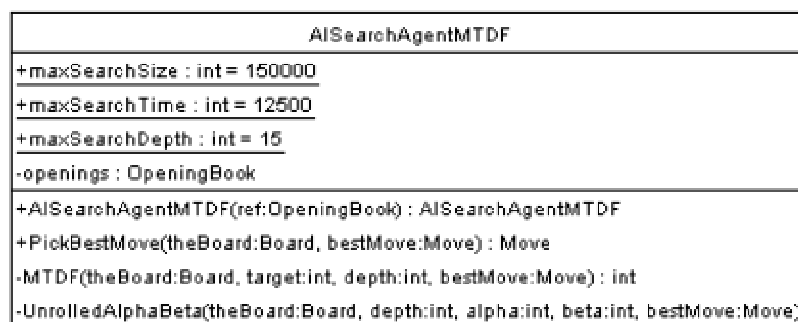 AISearchAgentMTDF
+maxSearchSize : int = 150000
+maxSearchTime : int = 12500
+maxSearchDepth : int = 15
-openings : OpeningBook
+AISearchAgentMTDF(ref:OpeningBook) : AISearchAgentMTDF
+PickBestMove(theBoard:Board, bestMove:Move) : Move
-MTDF(theBoard:Board, target:int, depth:int, bestMove:Move) : int
-UnrolledAlphaBeta(theBoard:Board, depth:int, alpha:int, beta:int, bestMove:Move)